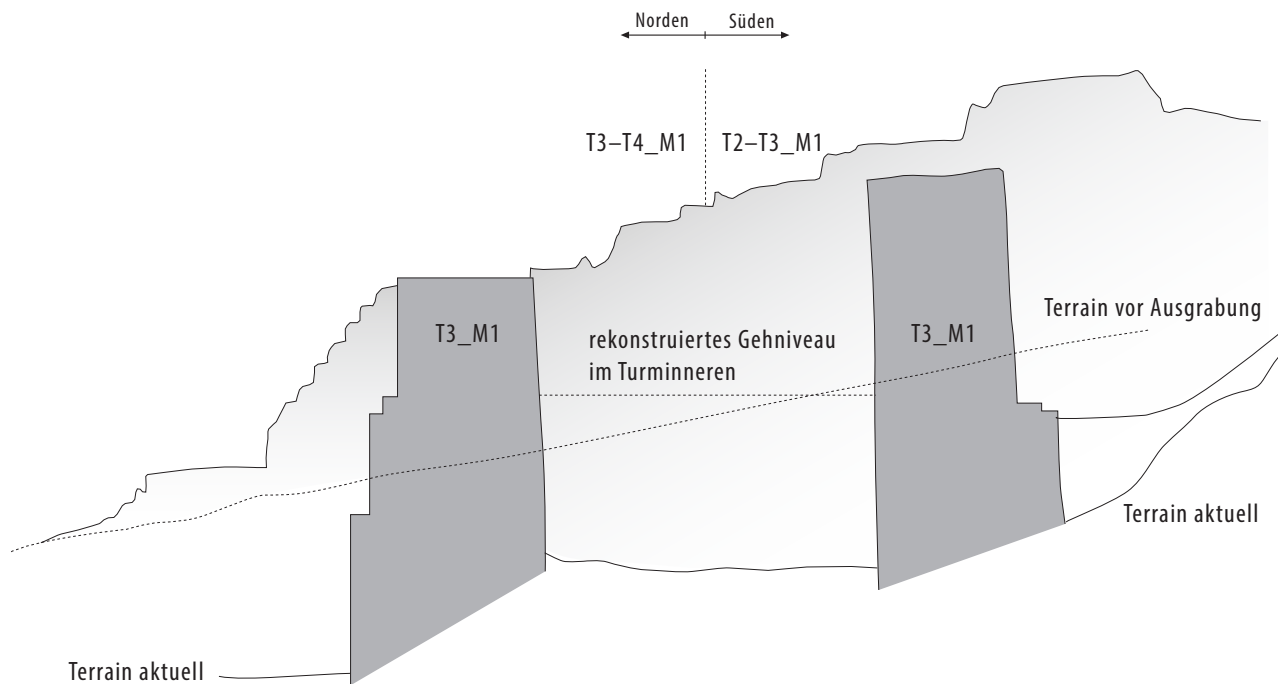 Norden
Süden
T3–T4_M1
T2–T3_M1
T3_M1
rekonstruiertes Gehniveau
im Turminneren
T3_M1
Terrain vor Ausgrabung
Terrain aktuell
Terrain aktuell